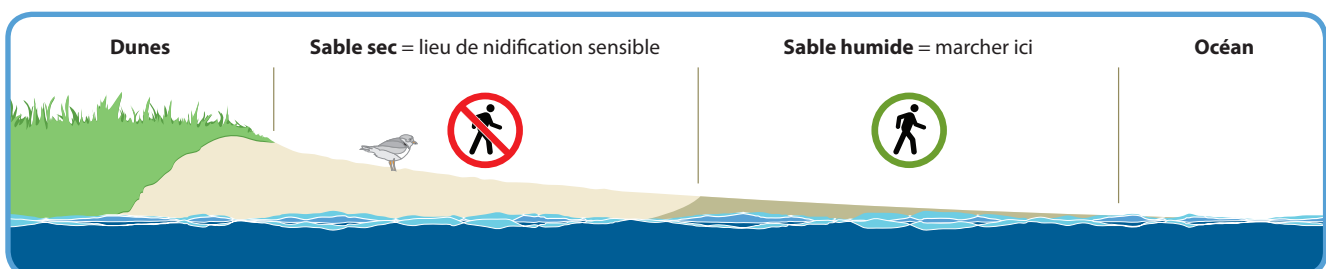 Dunes
Sable sec = lieu de nidification sensible
Sable humide = marcher ici
Océan